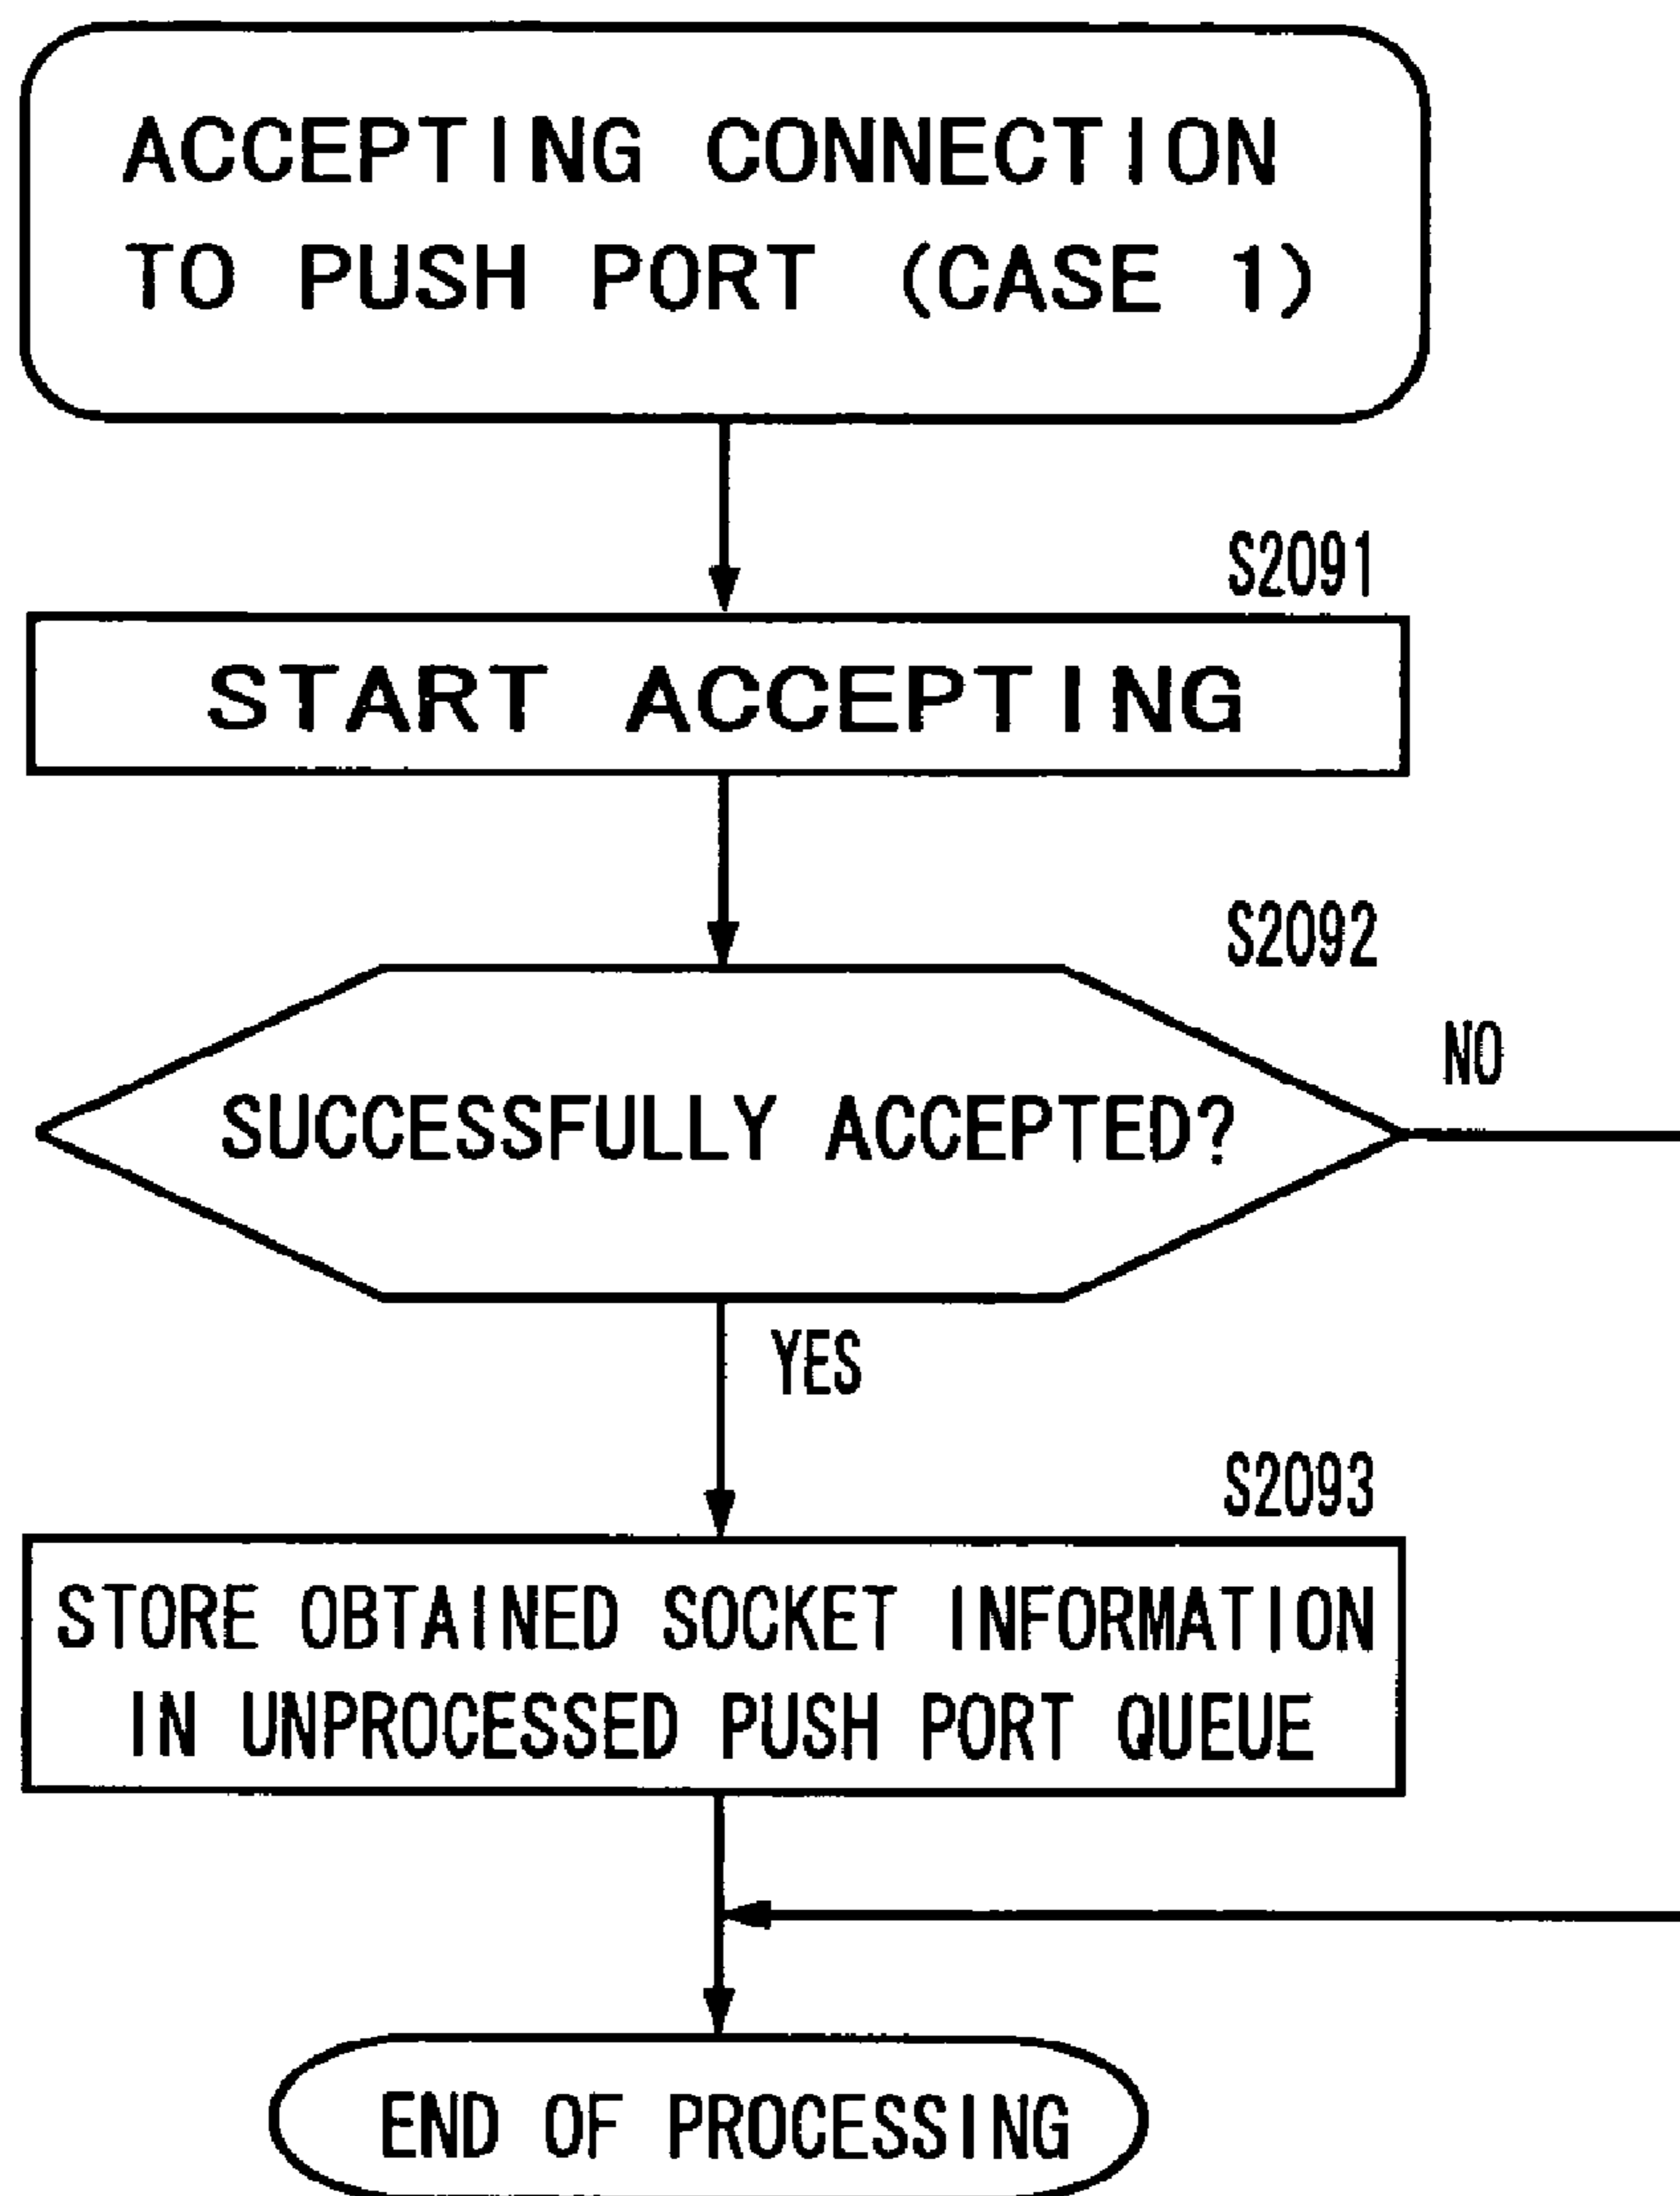 ACCEPTING CONNECTION
TO PUSH PORT (CASE 1)
S2091
START ACCEPTING
S2092
NO
SUCCESSFULLY ACCEPTED?
YES
S2093
STORE OBTAINED SOCKET INFORMATION
IN UNPROCESSED PUSH PORT QUEUE
END OF PROCESSING